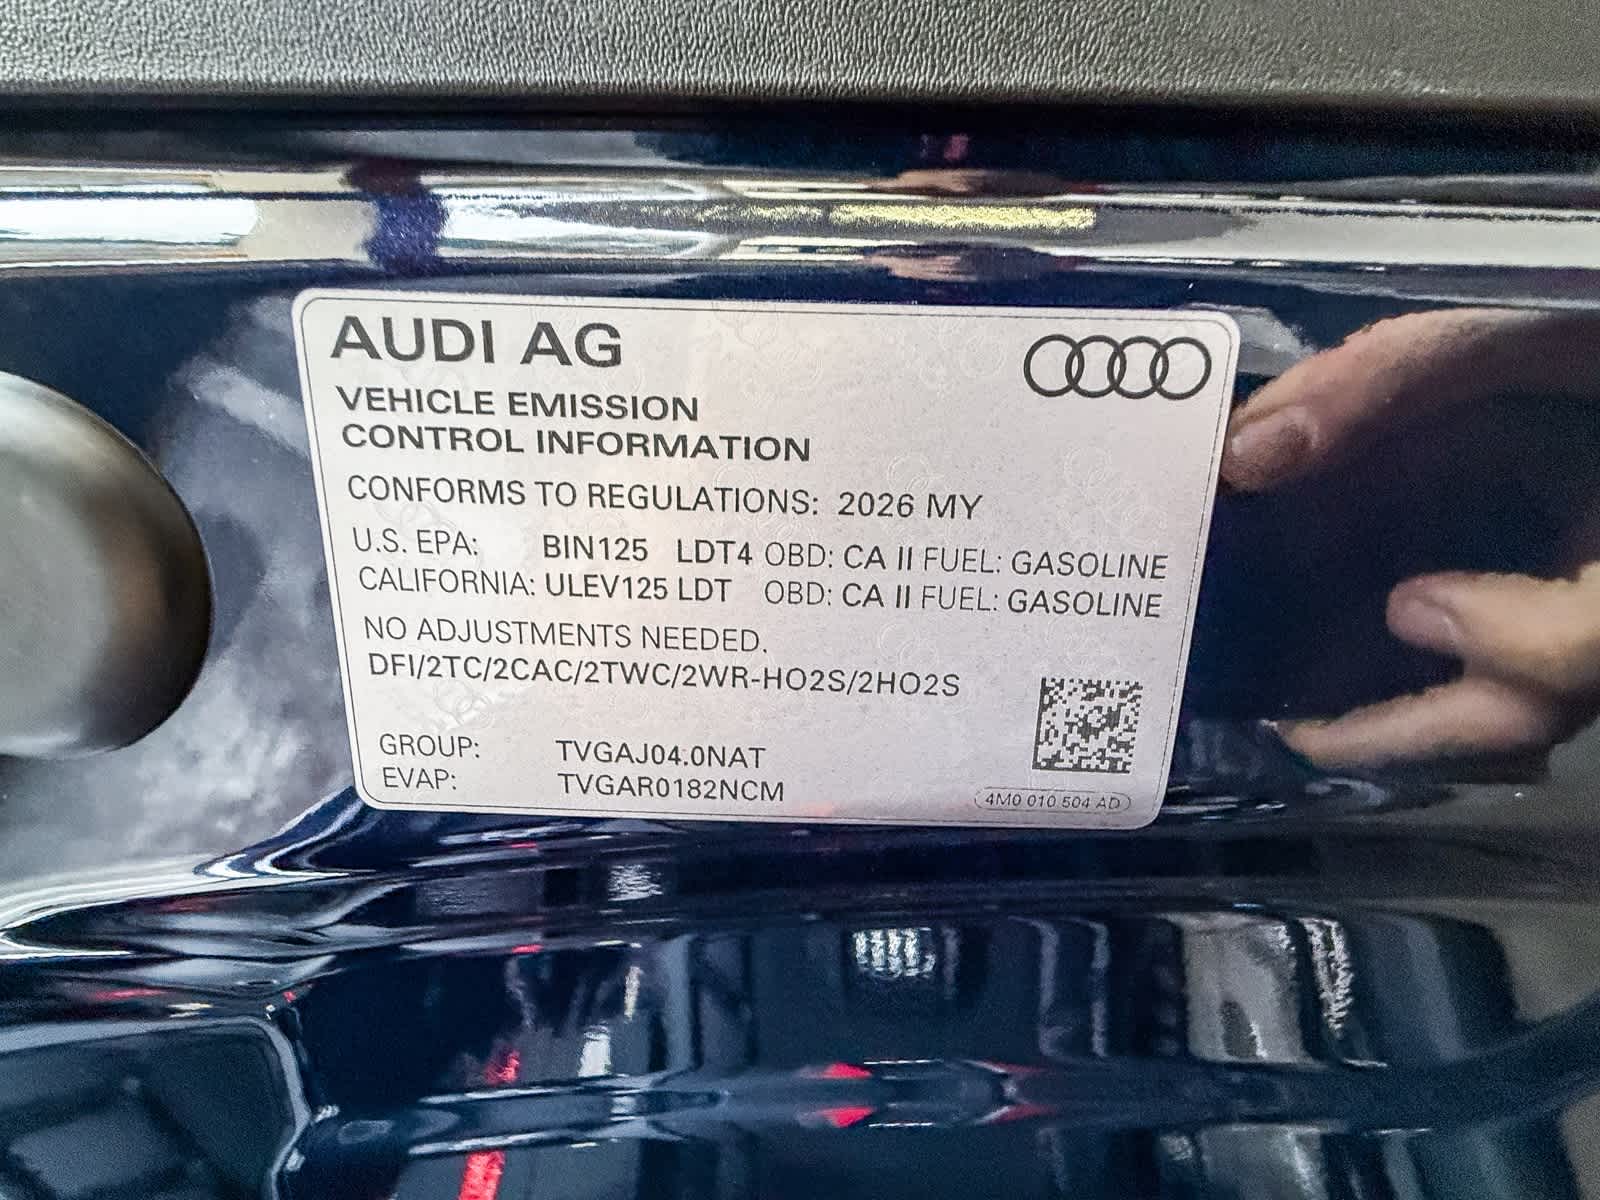 AUDI AG
VEHICLE EMISSION
CONTROL INFORMATION
CONFORMS TO REGULATIONS: 2026 MY
U.S. EPA: BIN125 LDT4 OBD: CA II FUEL: GASOLINE
CALIFORNIA: ULEV125 LDT OBD: CA II FUEL: GASOLINE
NO ADJUSTMENTS NEEDED.
DFI/2TC/2CAC/2TWC/2WR-HO2S/2HO2S
GROUP: TVGAJ04.0NAT
EVAP: TVGAR0182NCM
4M0 010 504 AD